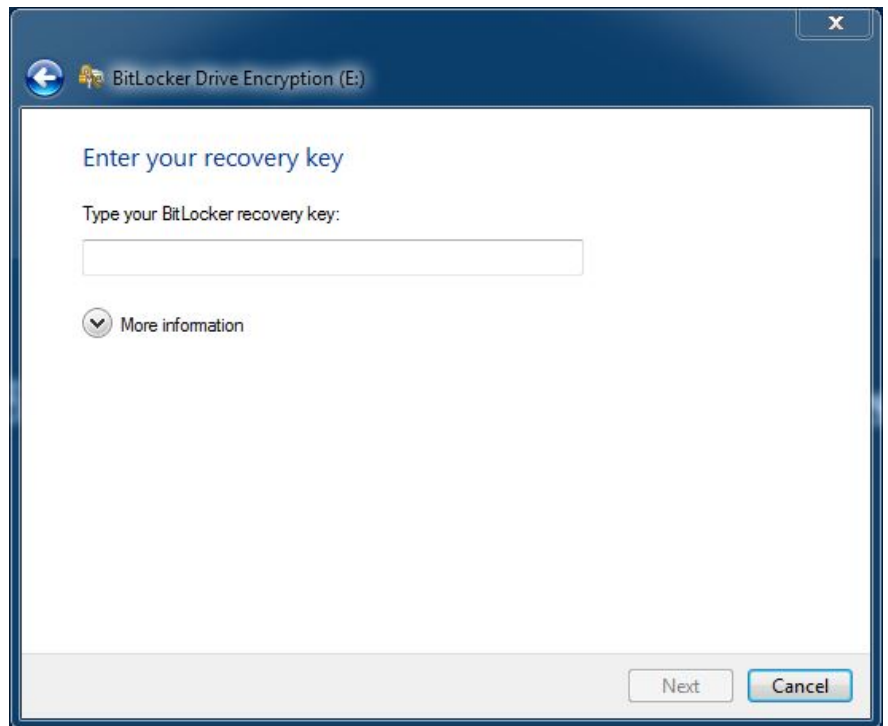 X
BitLocker Drive Encryption (E:)
Enter your recovery key
Type your BitLocker recovery key:
More information
Next
Cancel